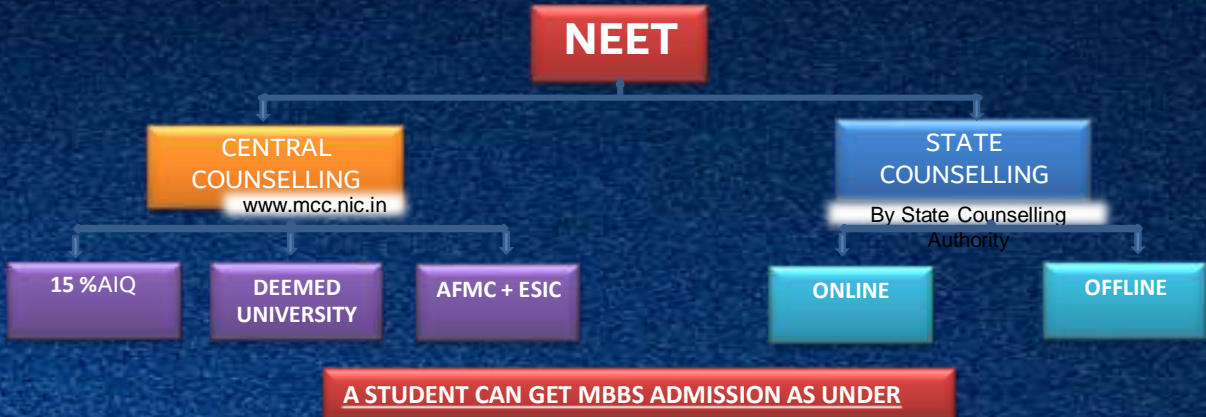 NEET
CENTRAL
COUNSELLING
www.mcc.nic.in
STATE
COUNSELLING
By State Counselling
Authority
15 %AIQ
DEEMED
UNIVERSITY
AFMC + ESIC
ONLINE
OFFLINE
A STUDENT CAN GET MBBS ADMISSION AS UNDER